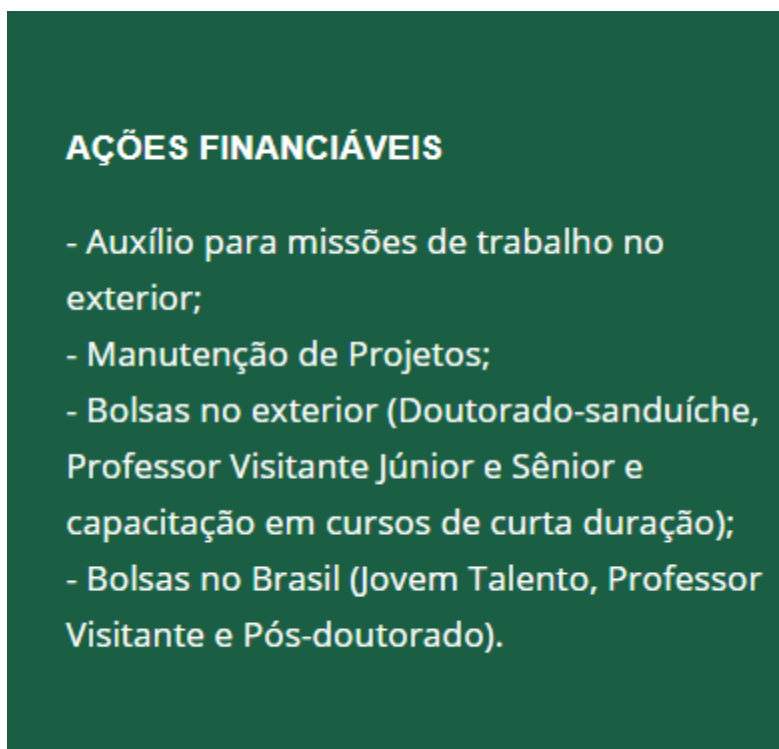 AÇÕES FINANCIÁVEIS
- Auxílio para missões de trabalho no
exterior;
- Manutenção de Projetos;
- Bolsas no exterior (Doutorado-sanduíche,
Professor Visitante Júnior e Sênior e
capacitação em cursos de curta duração);
- Bolsas no Brasil (Jovem Talento, Professor
Visitante e Pós-doutorado).